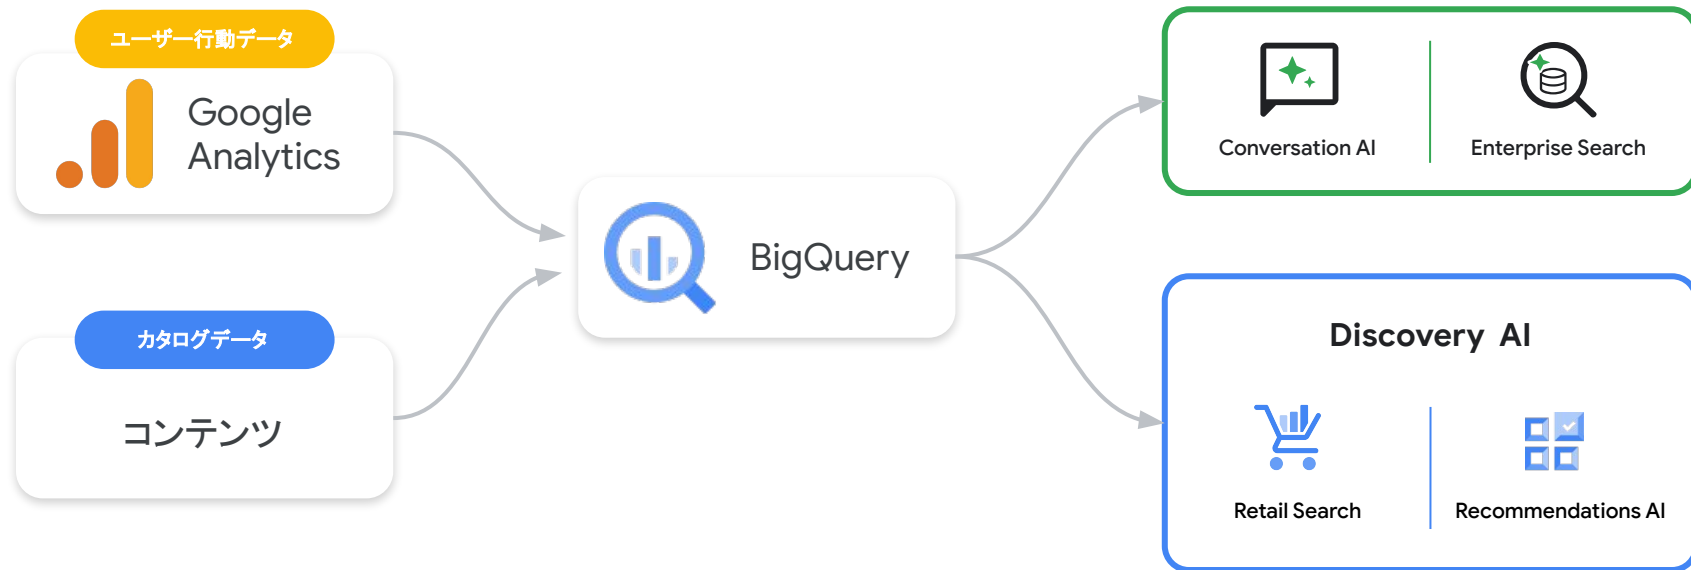 ユーザー行動データ
Google
Analytics
カタログデータ
コンテンツ
BigQuery
Conversation AI
Enterprise Search
Discovery AI
Retail Search
Recommendations AI